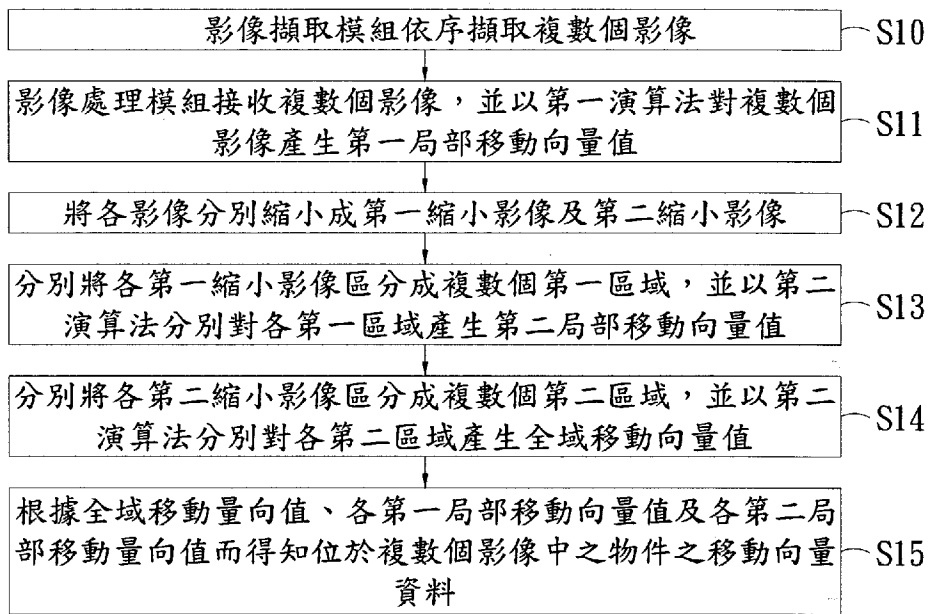 影像擷取模組依序擷取複數個影像
S10
影像處理模組接收複數個影像，並以第一演算法對複數個
影像產生第一局部移動向量值
S11
將各影像分別縮小成第一縮小影像及第二縮小影像
S12
分別將各第一縮小影像區分成複數個第一區域，並以第二
演算法分別對各第一區域產生第二局部移動向量值
S13
分別將各第二縮小影像區分成複數個第二區域，並以第二
演算法分別對各第二區域產生全域移動向量值
S14
根據全域移動量向值、各第一局部移動向量值及各第二局
部移動量向值而得知位於複數個影像中之物件之移動向量
資料
S15